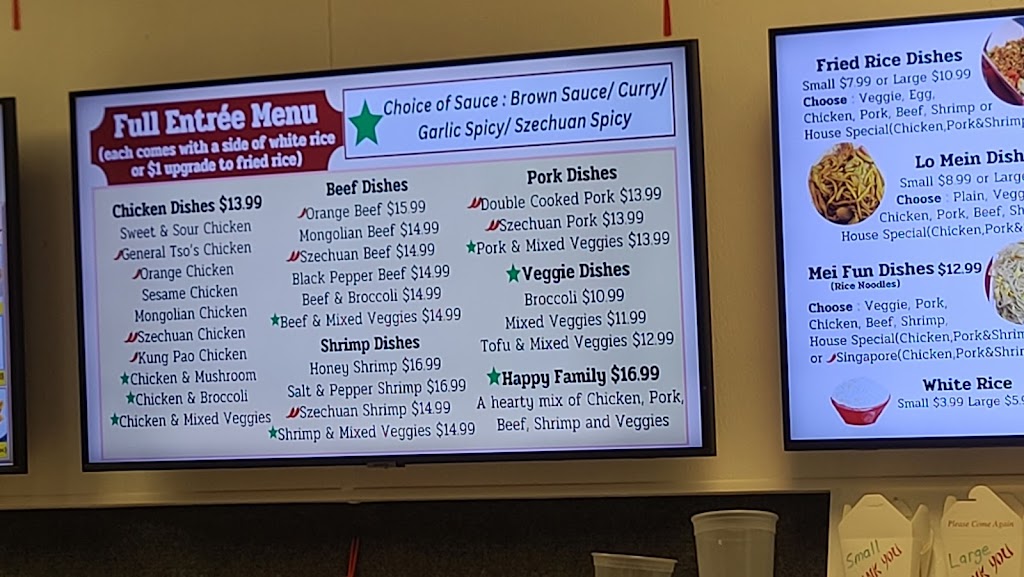 Full Entrée Menu
(each comes with a side of white rice
or $1 upgrade to fried rice)
Choice of Sauce : Brown Sauce/ Curry/
Garlic Spicy/ Szechuan Spicy
Chicken Dishes $13.99
Sweet & Sour Chicken
General Tso's Chicken
Orange Chicken
Sesame Chicken
Mongolian Chicken
Szechuan Chicken
Kung Pao Chicken
Chicken & Mushroom
Chicken & Broccoli
Chicken & Mixed Veggies
Beef Dishes
Orange Beef $15.99
Mongolian Beef $14.99
Szechuan Beef $14.99
Black Pepper Beef $14.99
Beef & Broccoli $14.99
Beef & Mixed Veggies $14.99
Shrimp Dishes
Honey Shrimp $16.99
Salt & Pepper Shrimp $16.99
Szechuan Shrimp $14.99
Shrimp & Mixed Veggies $14.99
Pork Dishes
Double Cooked Pork $13.99
Szechuan Pork $13.99
Pork & Mixed Veggies $13.99
Veggie Dishes
Broccoli $10.99
Mixed Veggies $11.99
Tofu & Mixed Veggies $12.99
Happy Family $16.99
A hearty mix of Chicken, Pork,
Beef, Shrimp and Veggies
Fried Rice Dishes
Small $7.99 or Large $10.99
Choose : Veggie, Egg,
Chicken, Pork, Beef, Shrimp or
House Special(Chicken,Pork&Shrimp
Lo Mein Dish
Small $8.99 or Large
Choose : Plain, Vegg
Chicken, Pork, Beef, Sh
House Special(Chicken,Pork&
Mei Fun Dishes $12.99
(Rice Noodles)
Choose : Veggie, Pork,
Chicken, Beef, Shrimp,
House Special(Chicken,Pork&Shrim
or Singapore(Chicken,Pork&Shrim
White Rice
Small $3.99 Large $5.9
Small
YOU
Please Come Again
Large
YOU